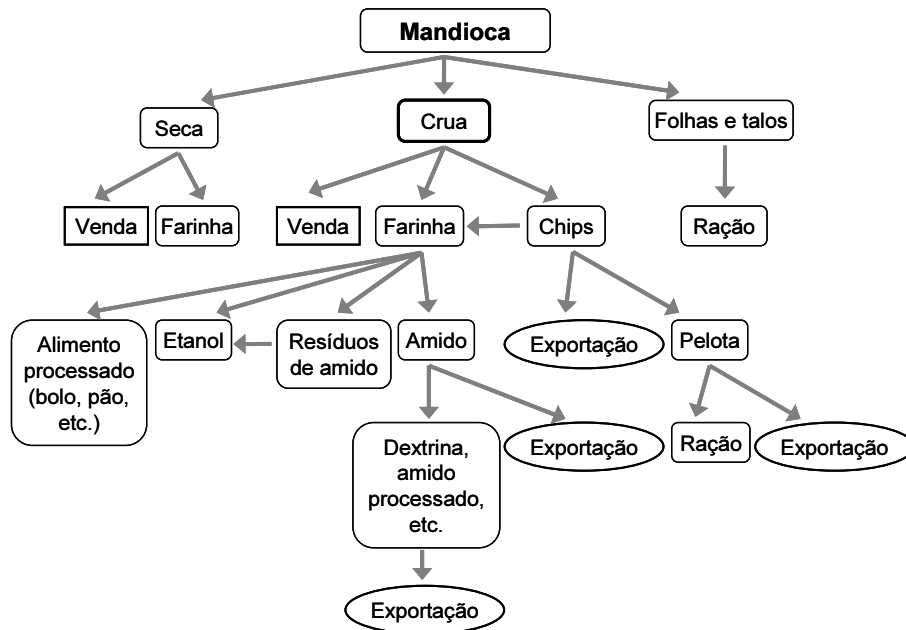 Mandioca
Seca
Crua
Folhas e talos
Venda
Farinha
Venda
Farinha
Chips
Ração
Alimento
processado
(bolo, pão,
etc.)
Etanol
Resíduos
de amido
Amido
Exportação
Pelota
Dextrina,
amido
processado,
etc.
Exportação
Ração
Exportação
Exportação